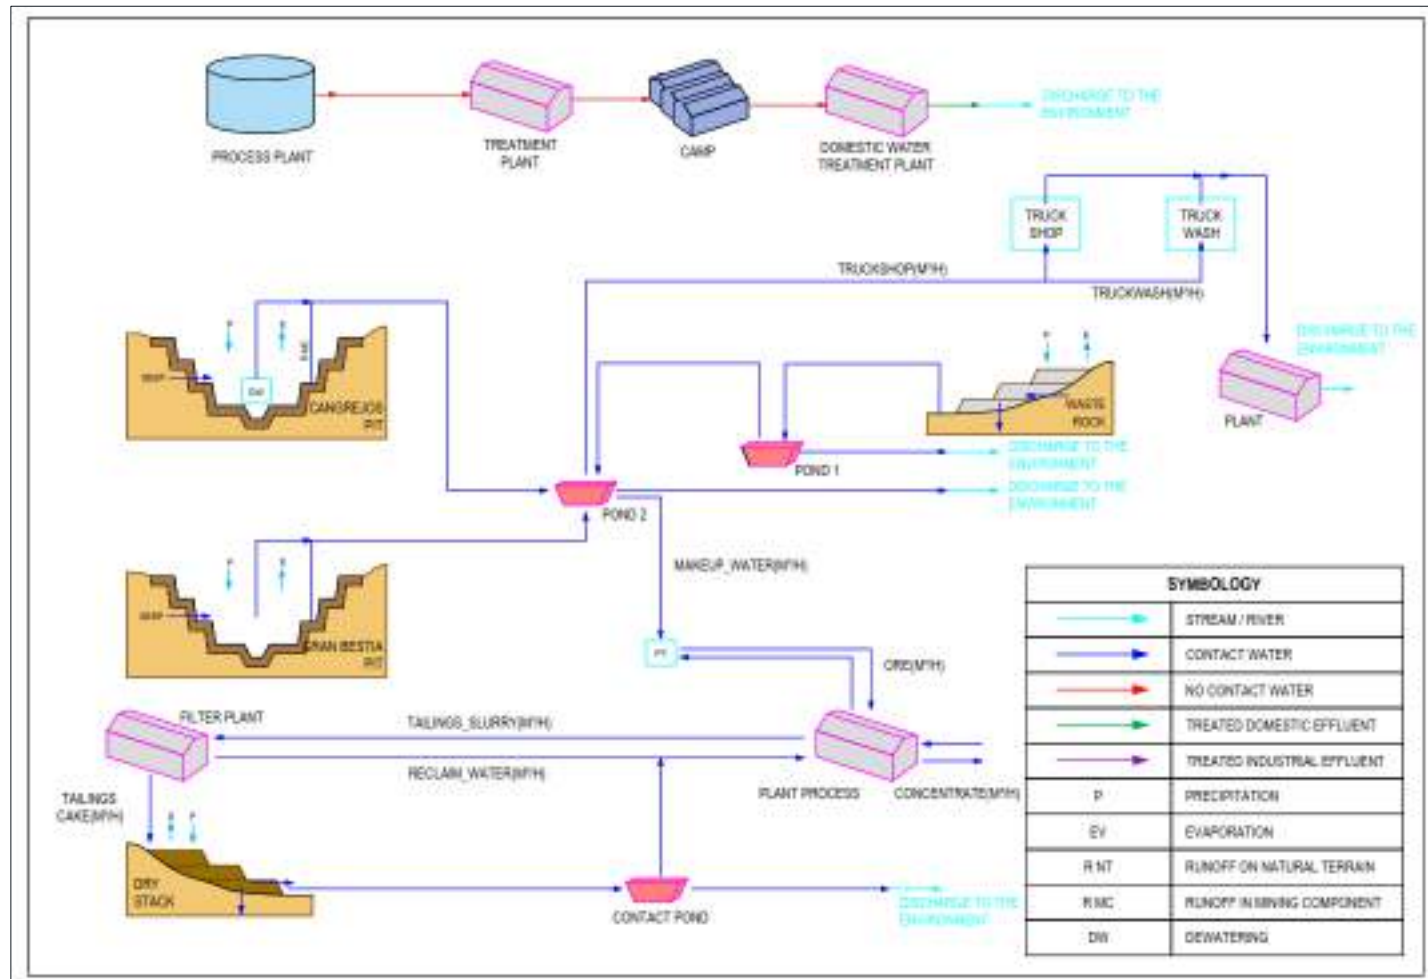 DISCHARGE TO THE
ENVIRONMENT
PROCESS PLANT
TREATMENT
PLANT
CAMP
DOMESTIC WATER
TREATMENT PLANT
TRUCK
SHOP
TRUCK
WASH
TRUCKSHOP(M³/H)
TRUCKWASH(M³/H)
P
E
R MC
SEEP
DW
CANGREJOS
PIT
P
E
WASTE
ROCK
DISCHARGE TO THE
ENVIRONMENT
PLANT
POND 1
DISCHARGE TO THE
ENVIRONMENT
DISCHARGE TO THE
ENVIRONMENT
POND 2
MAKEUP_WATER(M³/H)
P
E
SEEP
GRAN BESTIA
PIT
PT
ORE(M³/H)
FILTER PLANT
TAILINGS_SLURRY(M³/H)
RECLAIM_WATER(M³/H)
PLANT PROCESS
CONCENTRATE(M³/H)
TAILINGS
CAKE(M³/H)
E
P
DRY
STACK
CONTACT POND
DISCHARGE TO THE
ENVIRONMENT
SYMBOLOGY
STREAM / RIVER
CONTACT WATER
NO CONTACT WATER
TREATED DOMESTIC EFFLUENT
TREATED INDUSTRIAL EFFLUENT
P PRECIPITATION
EV EVAPORATION
R NT RUNOFF ON NATURAL TERRAIN
R MC RUNOFF IN MINING COMPONENT
DW DEWATERING